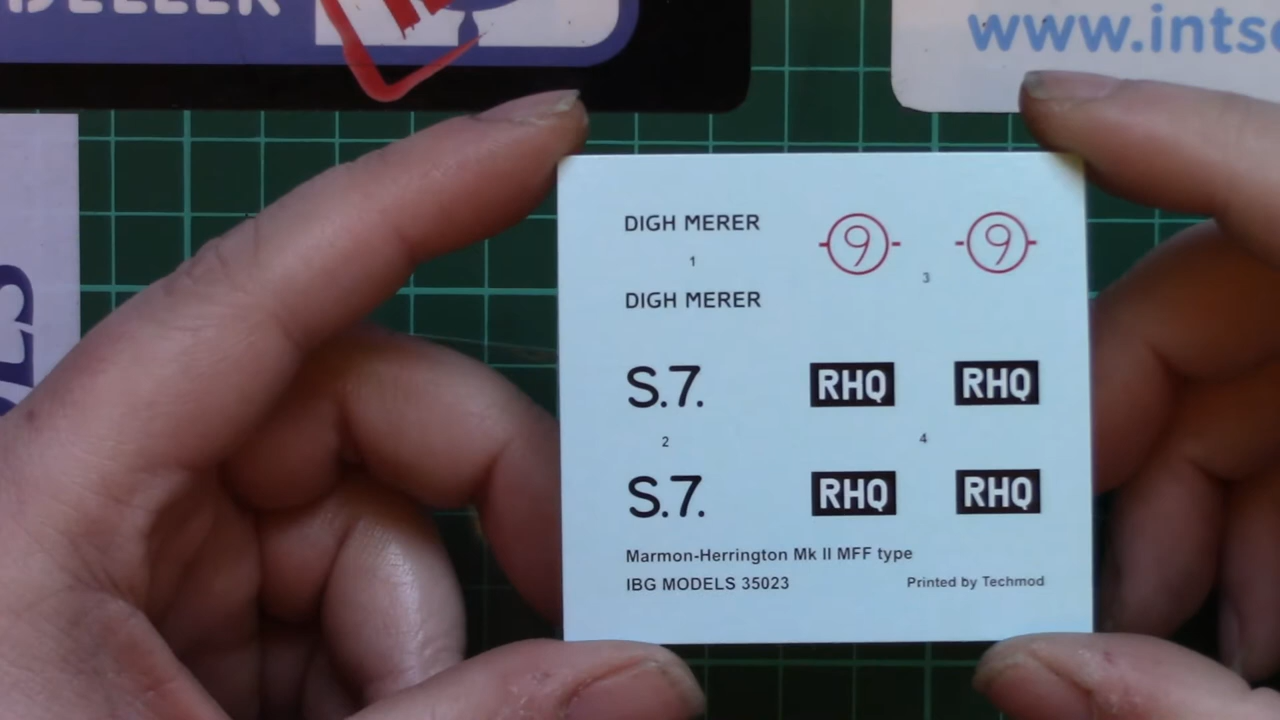 www.ints
DIGH MERER
1
DIGH MERER
9 9
3
S.7.
RHQ RHQ
2
4
S.7.
RHQ RHQ
Marmon-Herrington Mk II MFF type
IBG MODELS 35023
Printed by Techmod